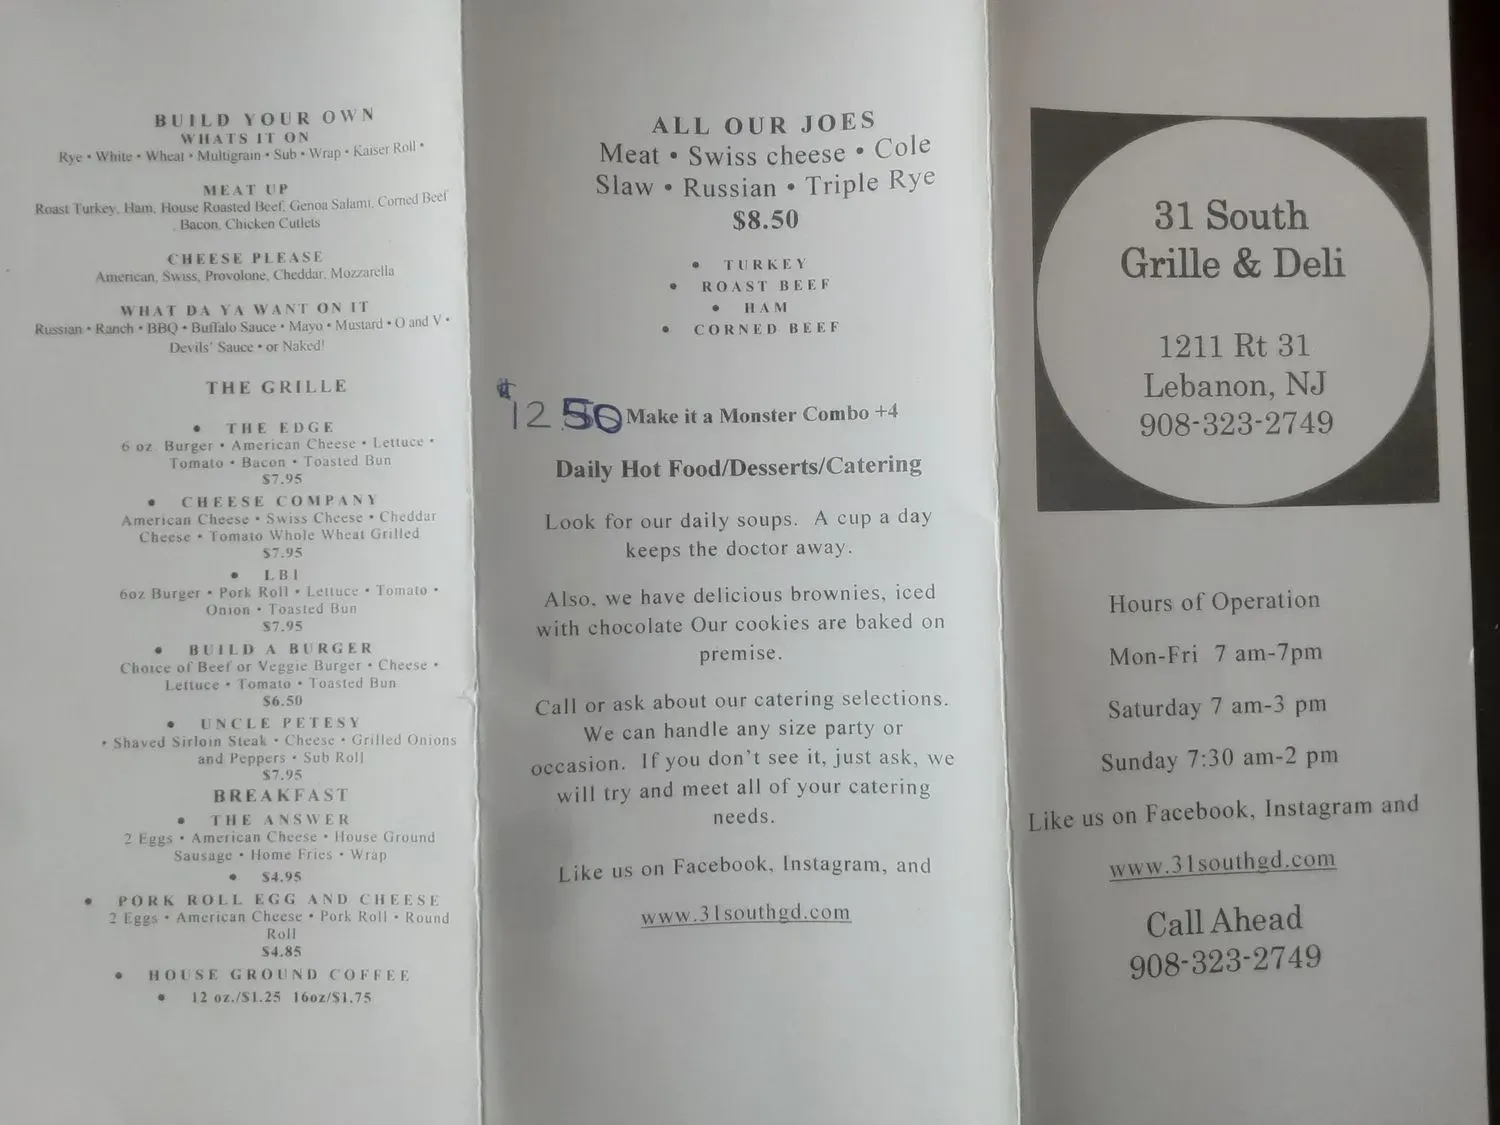 BUILD YOUR OWN
WHATS IT ON
Rye • White • Wheat • Multigrain • Sub • Wrap • Kaiser Roll •
MEAT UP
Roast Turkey, Ham, House Roasted Beef, Genoa Salami, Corned Beef
, Bacon, Chicken Cutlets
CHEESE PLEASE
American, Swiss, Provolone, Cheddar, Mozzarella
WHAT DA YA WANT ON IT
Russian • Ranch • BBQ • Buffalo Sauce • Mayo • Mustard • O and V •
Devils' Sauce • or Naked!
THE GRILLE
• THE EDGE
6 oz Burger • American Cheese • Lettuce •
Tomato • Bacon • Toasted Bun
$7.95
• CHEESE COMPANY
American Cheese • Swiss Cheese • Cheddar
Cheese • Tomato Whole Wheat Grilled
$7.95
• LBI
6oz Burger • Pork Roll • Lettuce • Tomato •
Onion • Toasted Bun
$7.95
• BUILD A BURGER
Choice of Beef or Veggie Burger • Cheese •
Lettuce • Tomato • Toasted Bun
$6.50
• UNCLE PETESY
• Shaved Sirloin Steak • Cheese • Grilled Onions
and Peppers • Sub Roll
$7.95
BREAKFAST
• THE ANSWER
2 Eggs • American Cheese • House Ground
Sausage • Home Fries • Wrap
• $4.95
• PORK ROLL EGG AND CHEESE
2 Eggs • American Cheese • Pork Roll • Round
Roll
$4.85
• HOUSE GROUND COFFEE
• 12 oz./$1.25 16oz/$1.75
ALL OUR JOES
Meat • Swiss cheese • Cole
Slaw • Russian • Triple Rye
$8.50
• TURKEY
• ROAST BEEF
• HAM
• CORNED BEEF
$12.50 Make it a Monster Combo +4
Daily Hot Food/Desserts/Catering
Look for our daily soups. A cup a day
keeps the doctor away.
Also, we have delicious brownies, iced
with chocolate Our cookies are baked on
premise.
Call or ask about our catering selections.
We can handle any size party or
occasion. If you don't see it, just ask, we
will try and meet all of your catering
needs.
Like us on Facebook, Instagram, and
www.31southgd.com
31 South
Grille & Deli
1211 Rt 31
Lebanon, NJ
908-323-2749
Hours of Operation
Mon-Fri 7 am-7pm
Saturday 7 am-3 pm
Sunday 7:30 am-2 pm
Like us on Facebook, Instagram and
www.31southgd.com
Call Ahead
908-323-2749